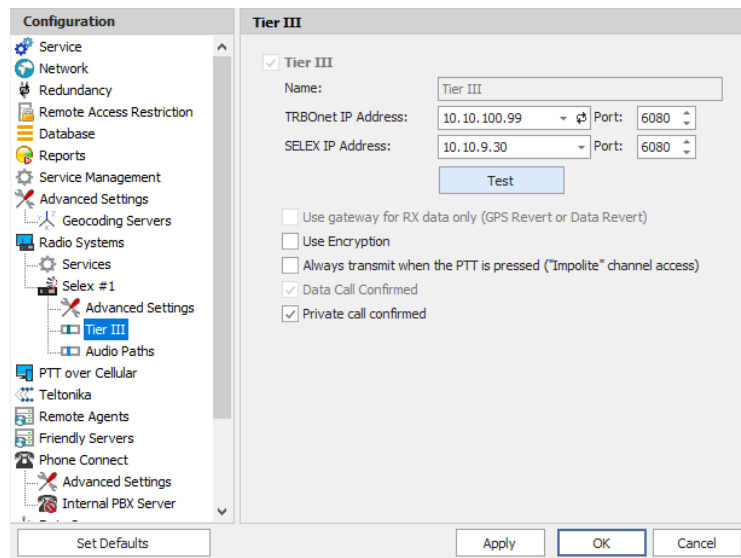 Configuration
Service
Network
Redundancy
Remote Access Restriction
Database
Reports
Service Management
Advanced Settings
Geocoding Servers
Radio Systems
Services
Selex #1
Advanced Settings
Tier III
Audio Paths
PTT over Cellular
Teltonika
Remote Agents
Friendly Servers
Phone Connect
Advanced Settings
Internal PBX Server
Set Defaults
Tier III
Tier III
Name: Tier III
TRBOnet IP Address: 10.10.100.99 Port: 6080
SELEX IP Address: 10.10.9.30 Port: 6080
Test
Use gateway for RX data only (GPS Revert or Data Revert)
Use Encryption
Always transmit when the PTT is pressed ("Impolite" channel access)
Data Call Confirmed
Private call confirmed
Apply OK Cancel